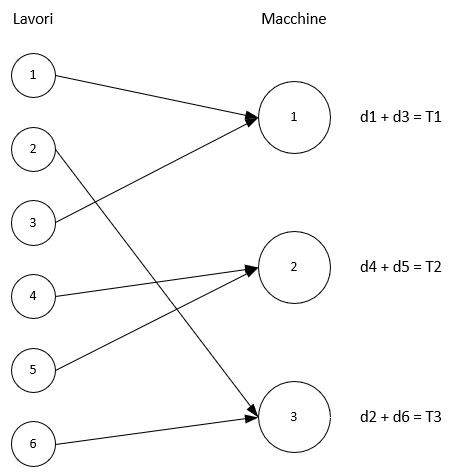 Lavori Macchine
1
1 d1 + d3 = T1
2
3
2 d4 + d5 = T2
4
5
3 d2 + d6 = T3
6